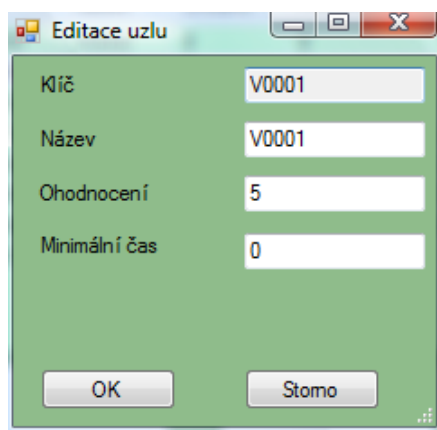 Editace uzlu
Klíč V0001
Název V0001
Ohodnocení 5
Minimální čas 0
OK Storno